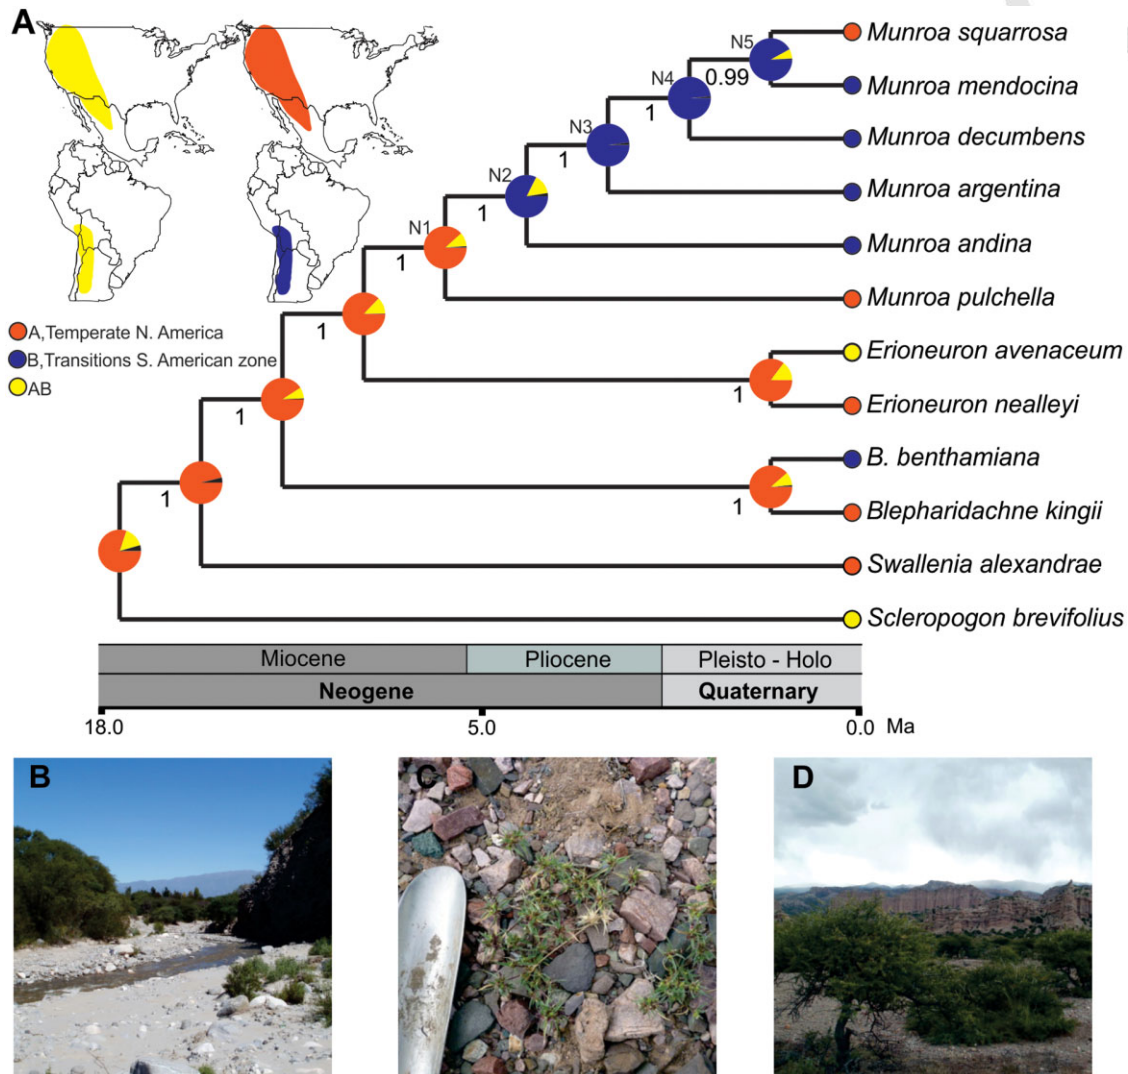 A
A,Temperate N. America
B,Transitions S. American zone
AB
N5
N4
N3
N2
N1
0.99
1
1
1
1
1
1
1
1
1
Munroa squarrosa
Munroa mendocina
Munroa decumbens
Munroa argentina
Munroa andina
Munroa pulchella
Erioneuron avenaceum
Erioneuron nealleyi
B. benthamiana
Blepharidachne kingii
Swallenia alexandrae
Scleropogon brevifolius
Miocene Pliocene Pleisto - Holo
Neogene Quaternary
18.0 5.0 0.0 Ma
B C D